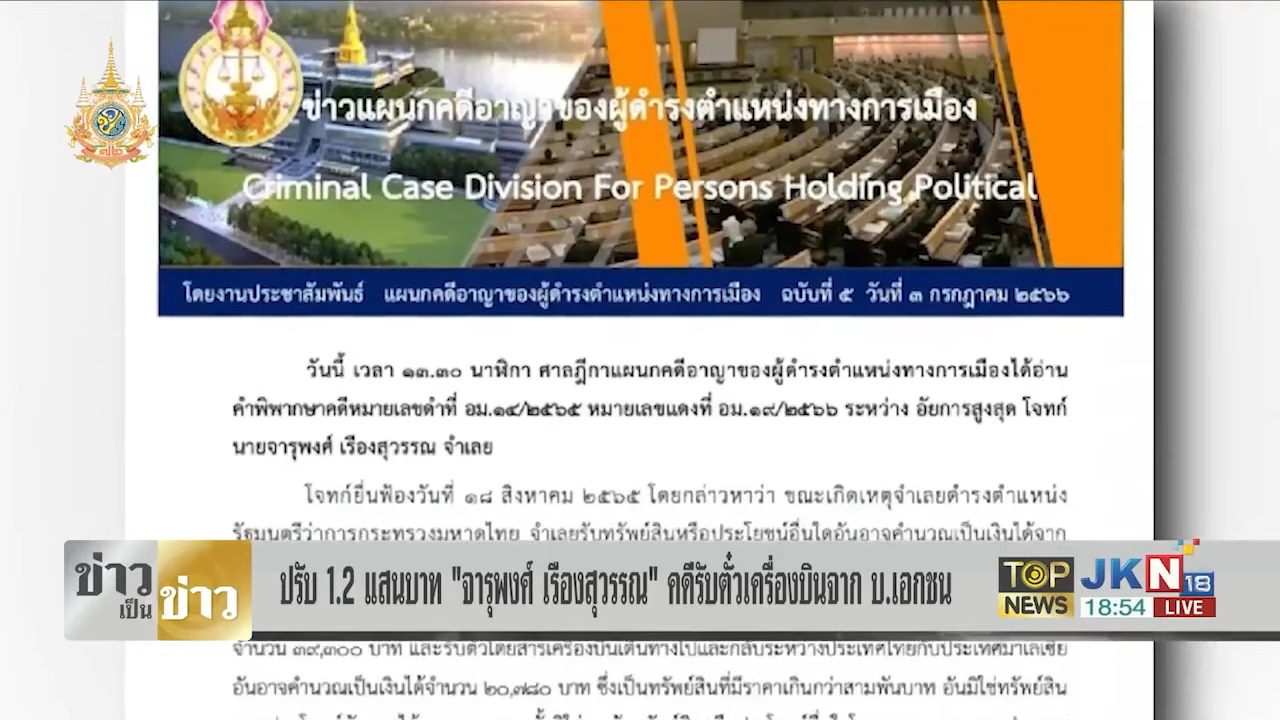 ข่าวแผนกคดีอาญาของผู้ดำรงตำแหน่งทางการเมือง
Criminal Case Division For Persons Holding Political
โดยงานประชาสัมพันธ์ แผนกคดีอาญาของผู้ดำรงตำแหน่งทางการเมือง ฉบับที่ ๕ วันที่ ๓ กรกฎาคม ๒๕๖๖
วันนี้ เวลา ๑๓.๓๐ นาฬิกา ศาลฎีกาแผนกคดีอาญาของผู้ดำรงตำแหน่งทางการเมืองได้อ่าน
คำพิพากษาคดีหมายเลขดำที่ อม.๑๔/๒๕๖๕ หมายเลขแดงที่ อม.๑๙/๒๕๖๖ ระหว่าง อัยการสูงสุด โจทก์
นายจารุพงศ์ เรืองสุวรรณ จำเลย
โจทก์ยื่นฟ้องวันที่ ๑๘ สิงหาคม ๒๕๖๕ โดยกล่าวหาว่า ขณะเกิดเหตุจำเลยดำรงตำแหน่ง
รัฐมนตรีว่าการกระทรวงมหาดไทย จำเลยรับทรัพย์สินหรือประโยชน์อื่นใดอันอาจคำนวณเป็นเงินได้จาก
ข่าว
เป็น
ข่าว
ปรับ 1.2 แสนบาท "จารุพงศ์ เรืองสุวรรณ" คดีรับตั๋วเครื่องบินจาก บ.เอกชน
TOP
NEWS
JKN
18
18:54
LIVE
จำนวน ๓๙,๓๐๐ บาท และรับตั๋วโดยสารเครื่องบินเดินทางไปและกลับระหว่างประเทศไทยกับประเทศมาเลเซีย
อันอาจคำนวณเป็นเงินได้จำนวน ๒๐,๗๘๐ บาท ซึ่งเป็นทรัพย์สินที่มีราคาเกินกว่าสามพันบาท อันมิใช่ทรัพย์สิน